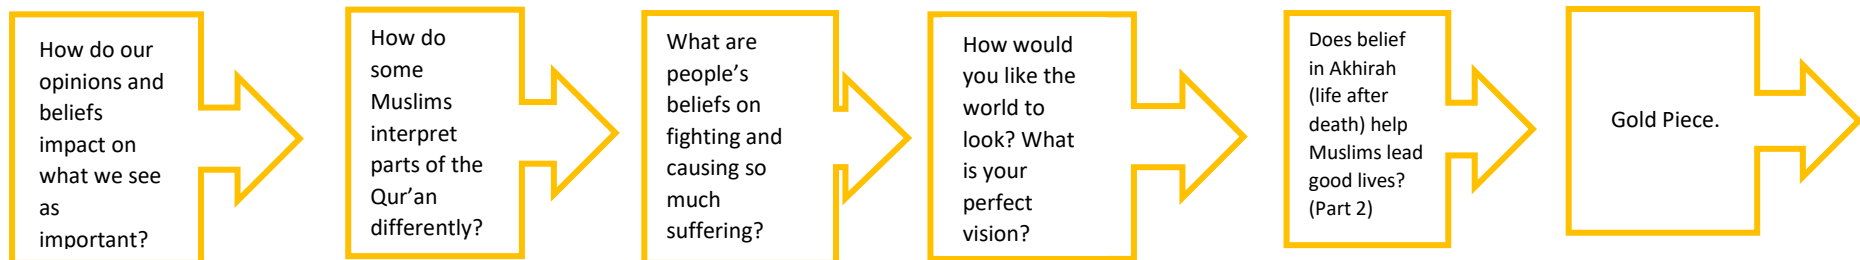 How do our
opinions and
beliefs
impact on
what we see
as
important?
How do
some
Muslims
interpret
parts of the
Qur’an
differently?
What are
people’s
beliefs on
fighting and
causing so
much
suffering?
How would
you like the
world to
look? What
is your
perfect
vision?
Does belief
in Akhirah
(life after
death) help
Muslims lead
good lives?
(Part 2)
Gold Piece.